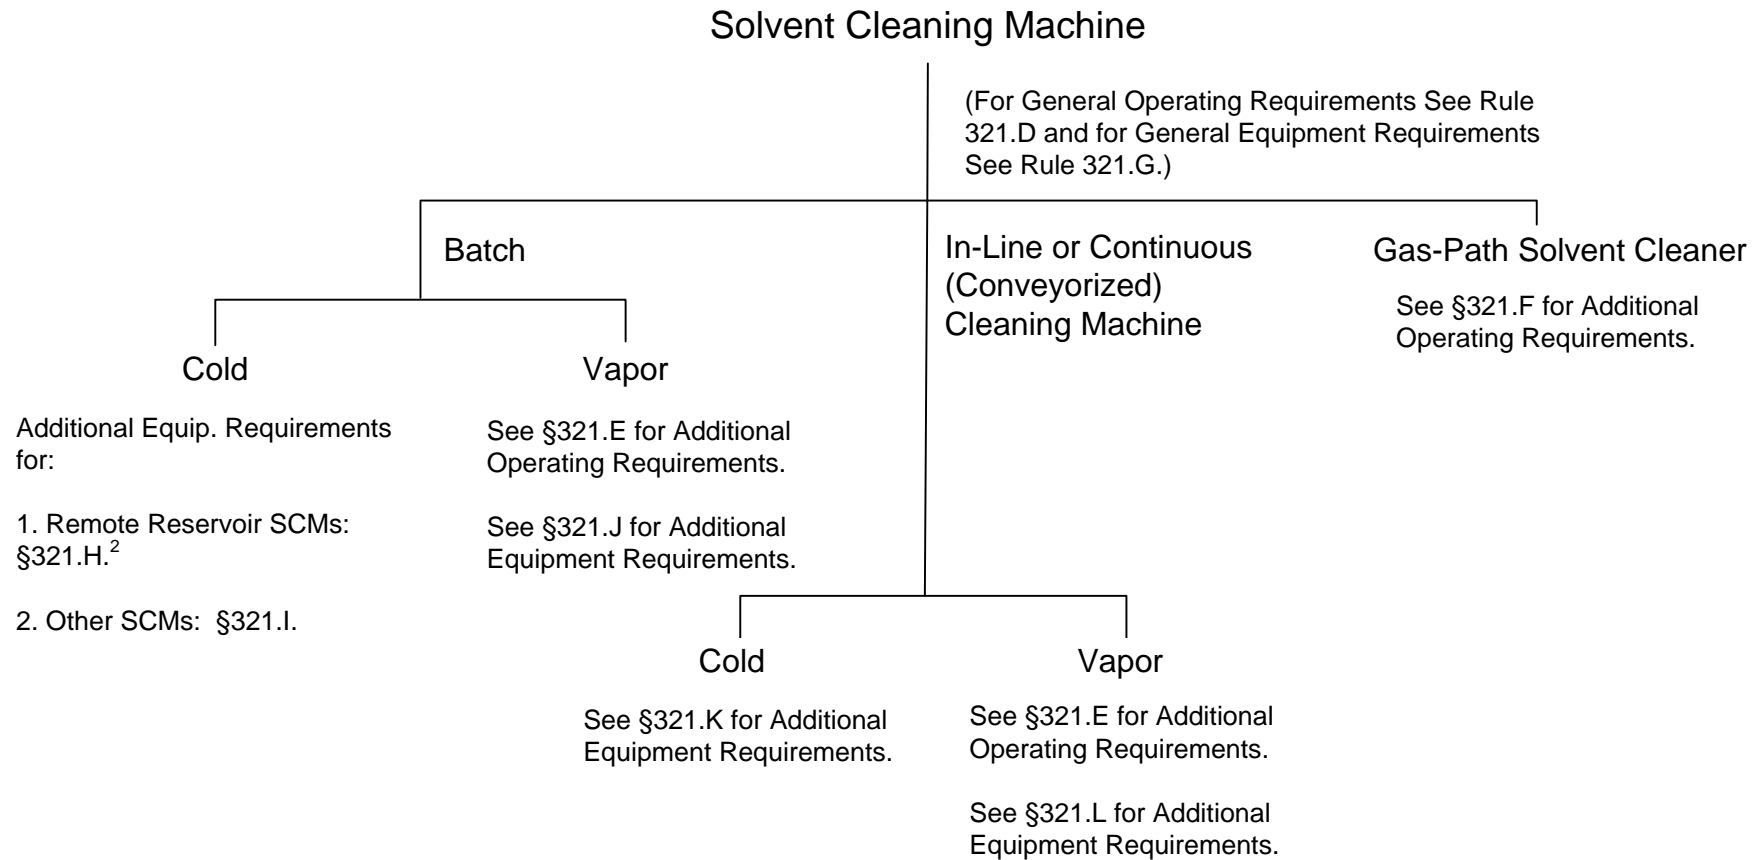 Solvent Cleaning Machine
(For General Operating Requirements See Rule
321.D and for General Equipment Requirements
See Rule 321.G.)
Batch
In-Line or Continuous
(Conveyorized)
Cleaning Machine
Gas-Path Solvent Cleaner
See §321.F for Additional
Operating Requirements.
Cold
Additional Equip. Requirements
for:
1. Remote Reservoir SCMs:
§321.H.²
2. Other SCMs:  §321.I.
Vapor
See §321.E for Additional
Operating Requirements.
See §321.J for Additional
Equipment Requirements.
Cold
See §321.K for Additional
Equipment Requirements.
Vapor
See §321.E for Additional
Operating Requirements.
See §321.L for Additional
Equipment Requirements.